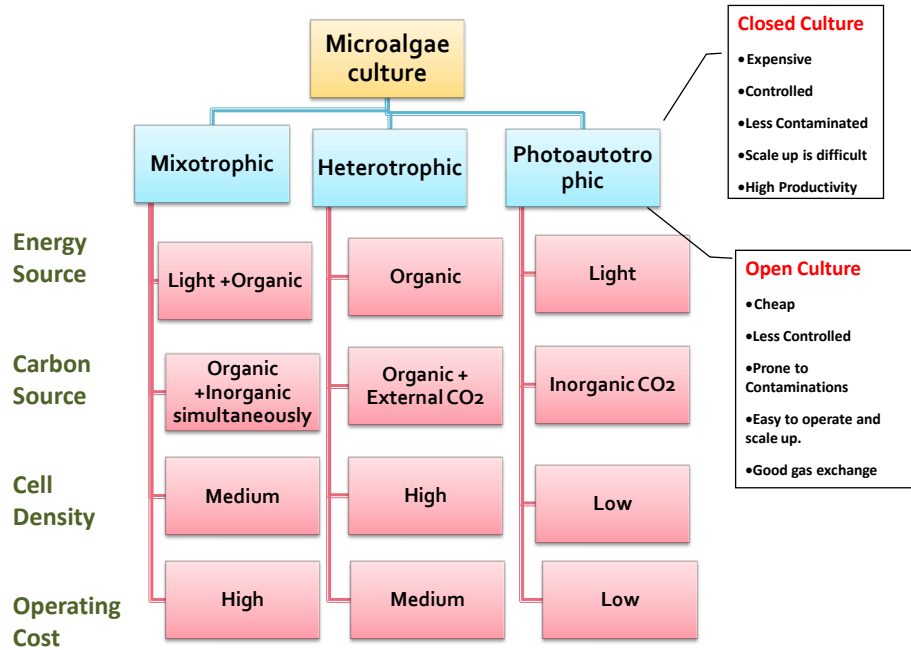 Microalgae
culture
Mixotrophic
Heterotrophic
Photoautotro
phic
Energy
Source
Light +Organic
Organic
Light
Carbon
Source
Organic
+Inorganic
simultaneously
Organic +
External CO2
Inorganic CO2
Cell
Density
Medium
High
Low
Operating
Cost
High
Medium
Low
Closed Culture
•Expensive
•Controlled
•Less Contaminated
•Scale up is difficult
•High Productivity
Open Culture
•Cheap
•Less Controlled
•Prone to
Contaminations
•Easy to operate and
scale up.
•Good gas exchange